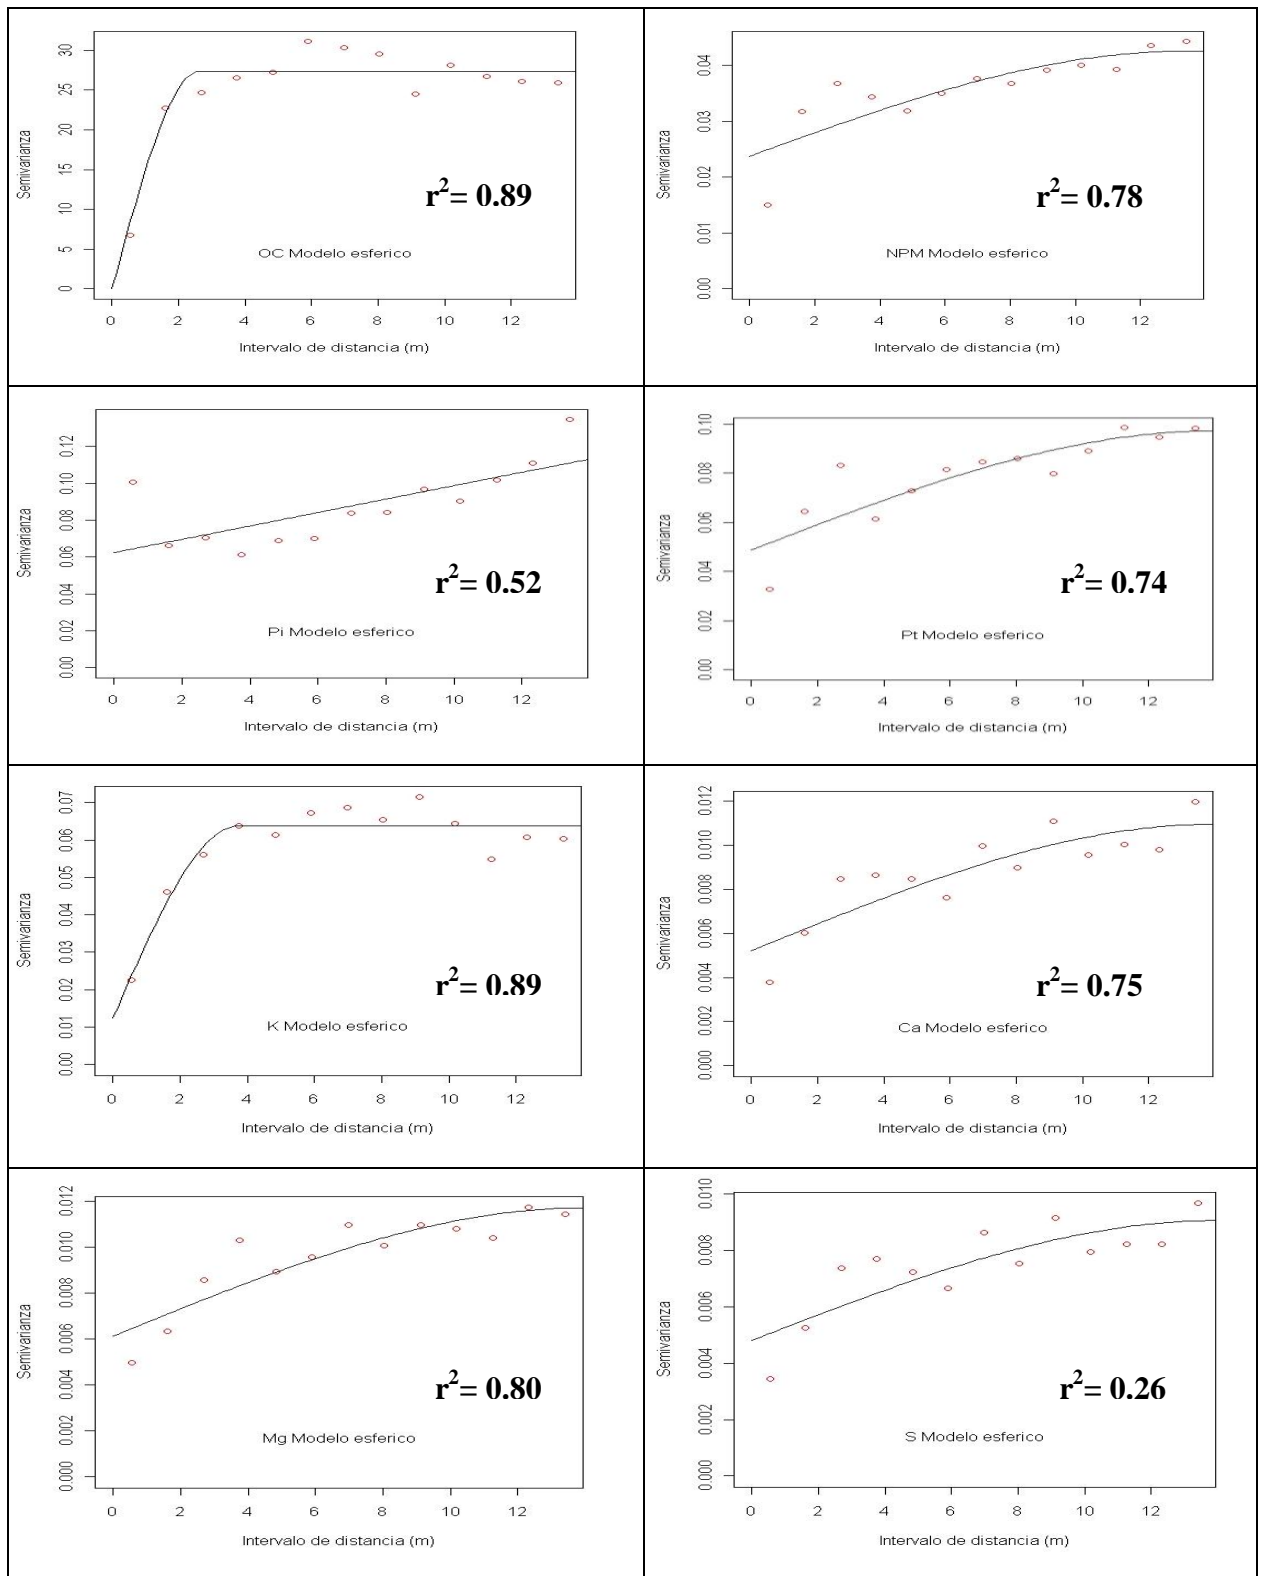 30
25
20
15
10
5
0
Semivarianza
r²= 0.89
OC Modelo esferico
0 2 4 6 8 10 12
Intervalo de distancia (m)
0.04
0.03
0.02
0.01
0.00
Semivarianza
r²= 0.78
NPM Modelo esferico
0 2 4 6 8 10 12
Intervalo de distancia (m)
0.12
0.10
0.08
0.06
0.04
0.02
0.00
Semivarianza
r²= 0.52
Pi Modelo esferico
0 2 4 6 8 10 12
Intervalo de distancia (m)
0.10
0.08
0.06
0.04
0.02
0.00
Semivarianza
r²= 0.74
Pt Modelo esferico
0 2 4 6 8 10 12
Intervalo de distancia (m)
0.07
0.06
0.05
0.04
0.03
0.02
0.01
0.00
Semivarianza
r²= 0.89
K Modelo esferico
0 2 4 6 8 10 12
Intervalo de distancia (m)
0.012
0.010
0.008
0.006
0.004
0.002
0.000
Semivarianza
r²= 0.75
Ca Modelo esferico
0 2 4 6 8 10 12
Intervalo de distancia (m)
0.012
0.010
0.008
0.006
0.004
0.002
0.000
Semivarianza
r²= 0.80
Mg Modelo esferico
0 2 4 6 8 10 12
Intervalo de distancia (m)
0.010
0.008
0.006
0.004
0.002
0.000
Semivarianza
r²= 0.26
S Modelo esferico
0 2 4 6 8 10 12
Intervalo de distancia (m)